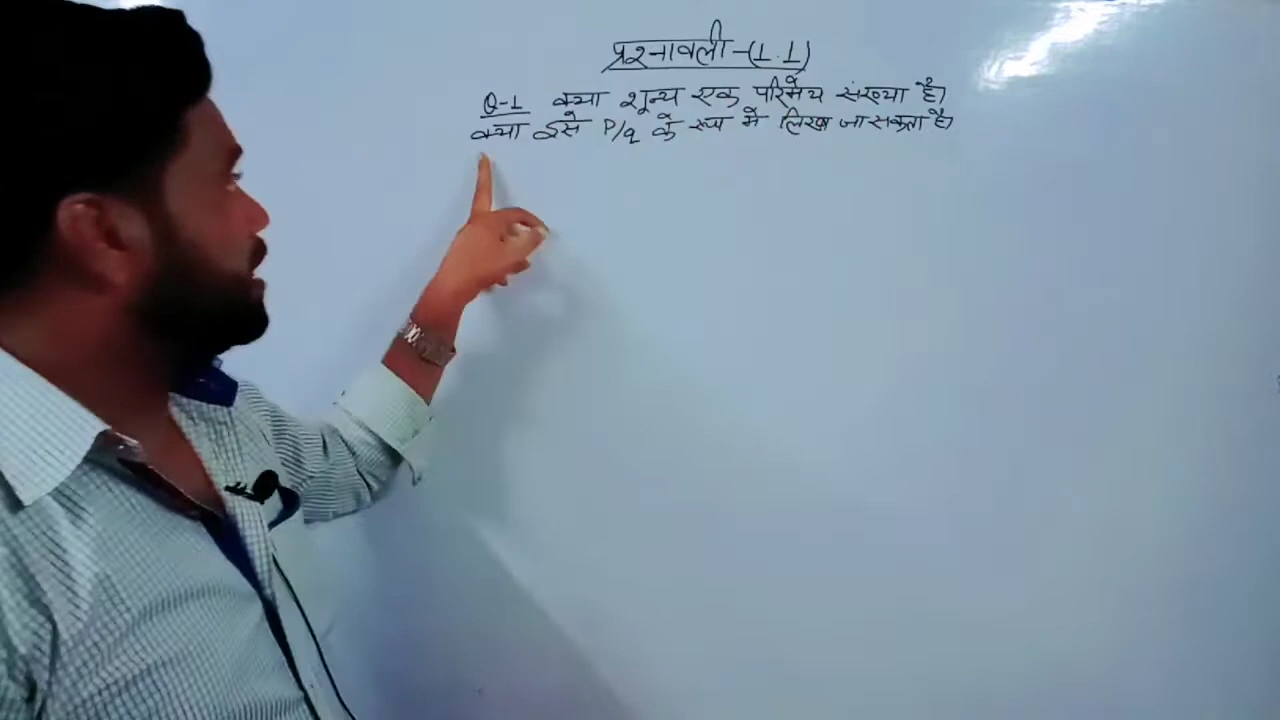 प्रश्नावली-(1.1)
Q-1 क्या शून्य एक परिमेय संख्या है।
क्या इसे P/q के रूप में लिखा जा सकता है।